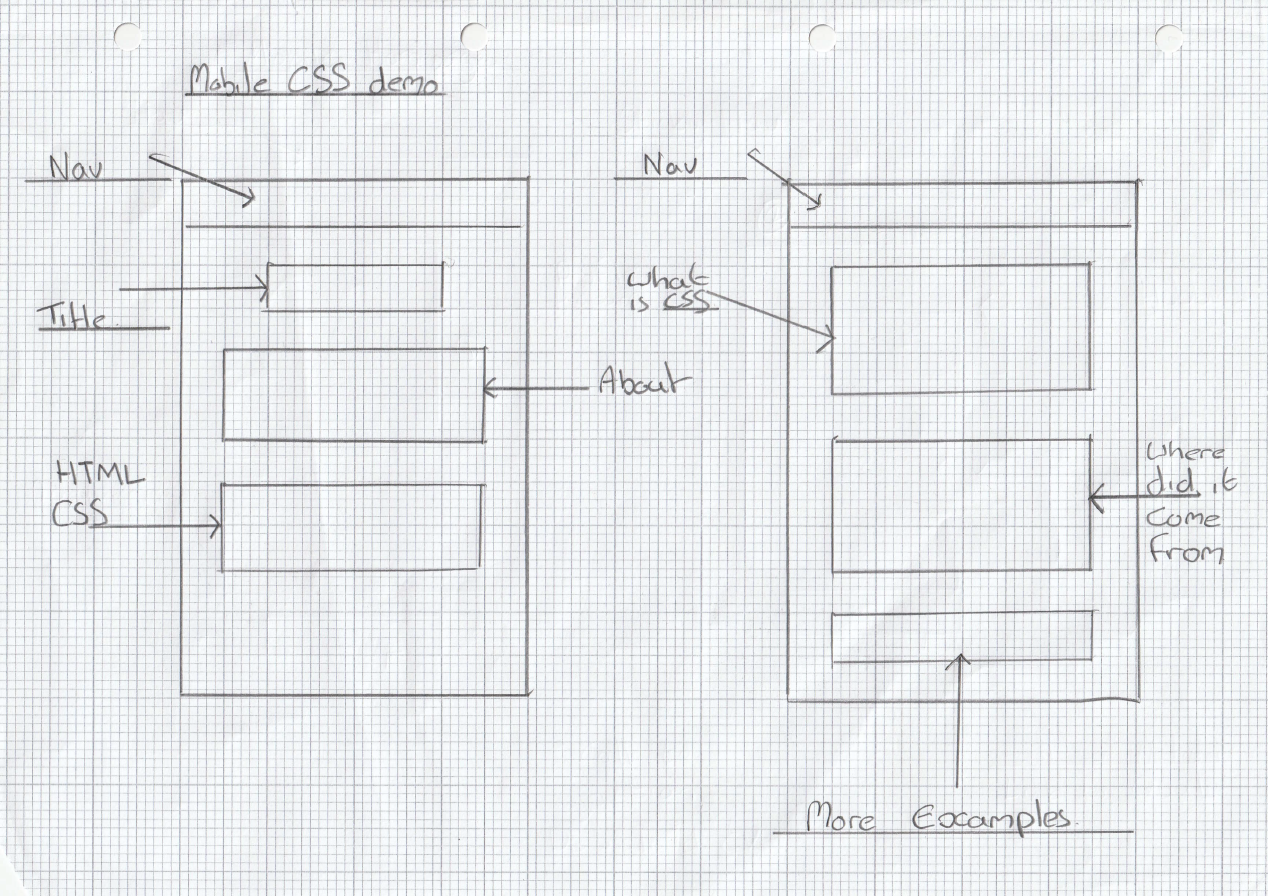 Mobile CSS demo
Nav
Title
About
HTML
CSS
Nav
What
is CSS
Where
did it
Come
From
More Examples